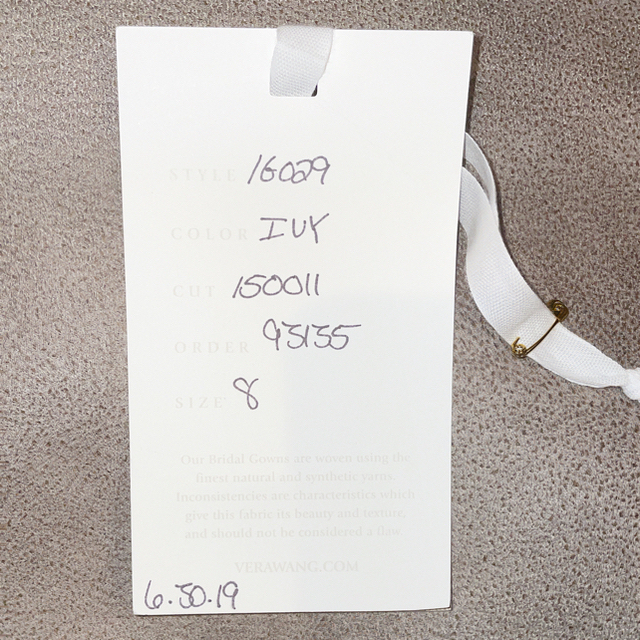 STYLE 16029
COLOR IVY
CUT 150011
ORDER 93135
SIZE 8
Our Bridal Gowns are woven using the
finest natural and synthetic yarns.
Inconsistencies are characteristics which
give this fabric its beauty and texture,
and should not be considered a flaw
VERAWANG.COM
6.30.19